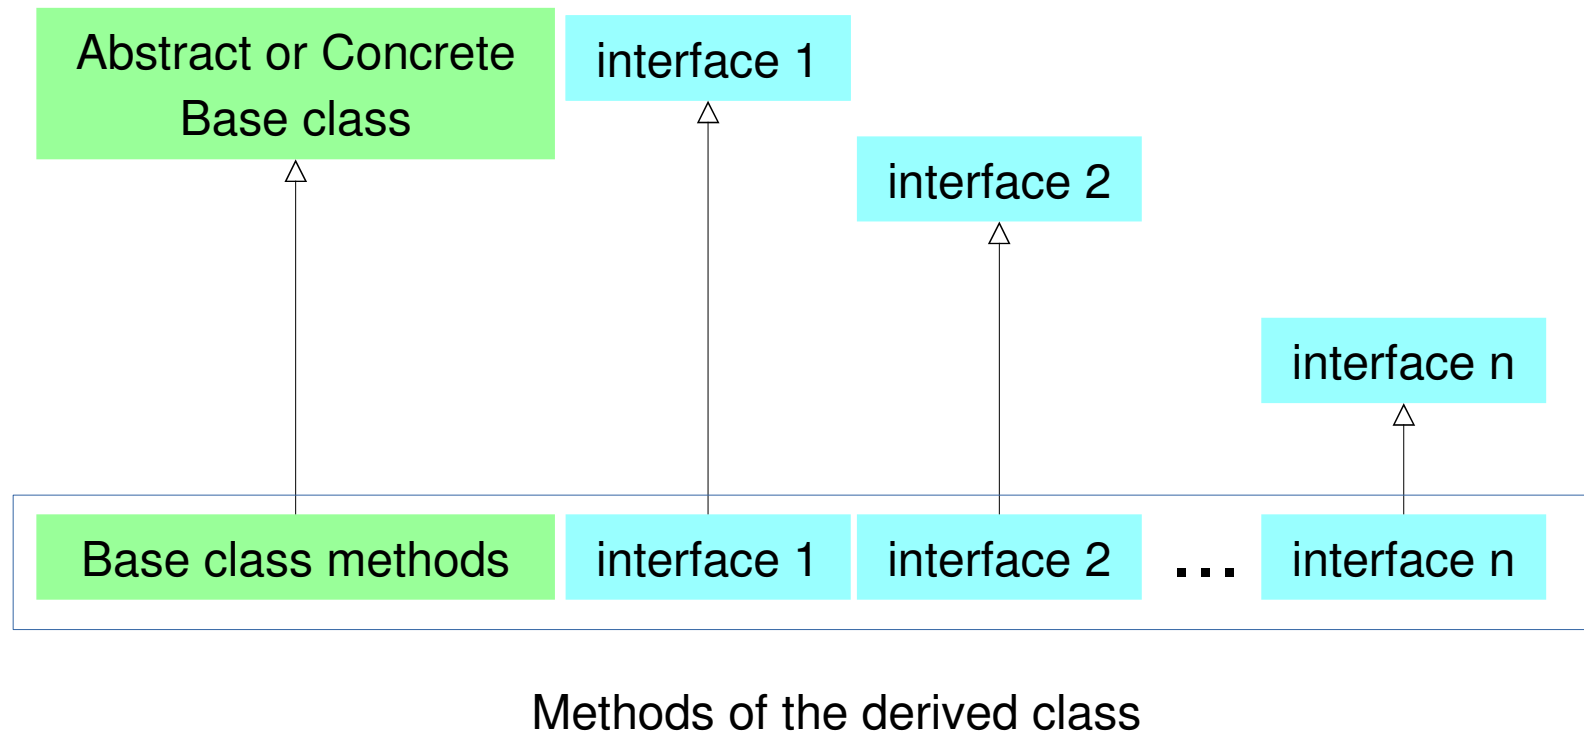 Abstract or Concrete
Base class
interface 1
interface 2
interface n
Base class methods interface 1 interface 2 ... interface n
Methods of the derived class